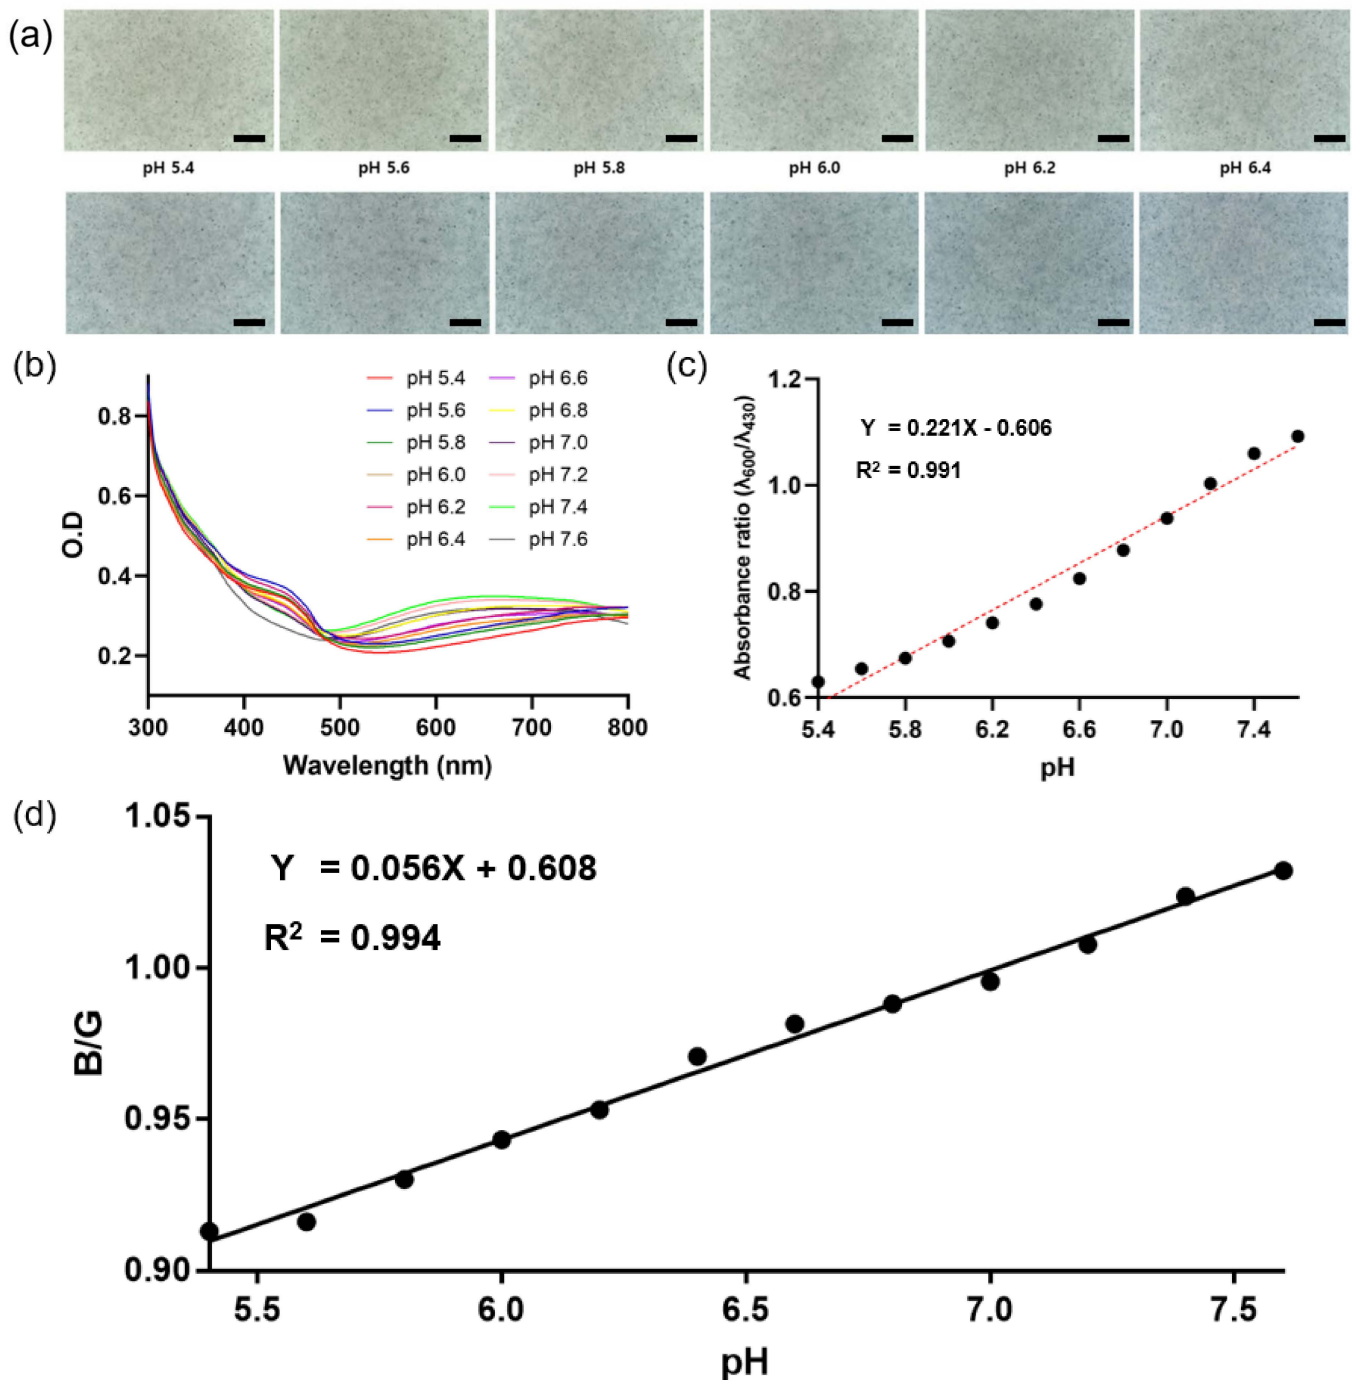 (a)
pH 5.4 pH 5.6 pH 5.8 pH 6.0 pH 6.2 pH 6.4
(b)
O.D
0.8
0.6
0.4
0.2
300 400 500 600 700 800
Wavelength (nm)
pH 5.4 pH 6.6
pH 5.6 pH 6.8
pH 5.8 pH 7.0
pH 6.0 pH 7.2
pH 6.2 pH 7.4
pH 6.4 pH 7.6
(c)
Absorbance ratio (λ600/λ430)
1.2
1.0
0.8
0.6
Y = 0.221X - 0.606
R² = 0.991
5.4 5.8 6.2 6.6 7.0 7.4
pH
(d)
B/G
1.05
1.00
0.95
0.90
Y = 0.056X + 0.608
R² = 0.994
5.5 6.0 6.5 7.0 7.5
pH